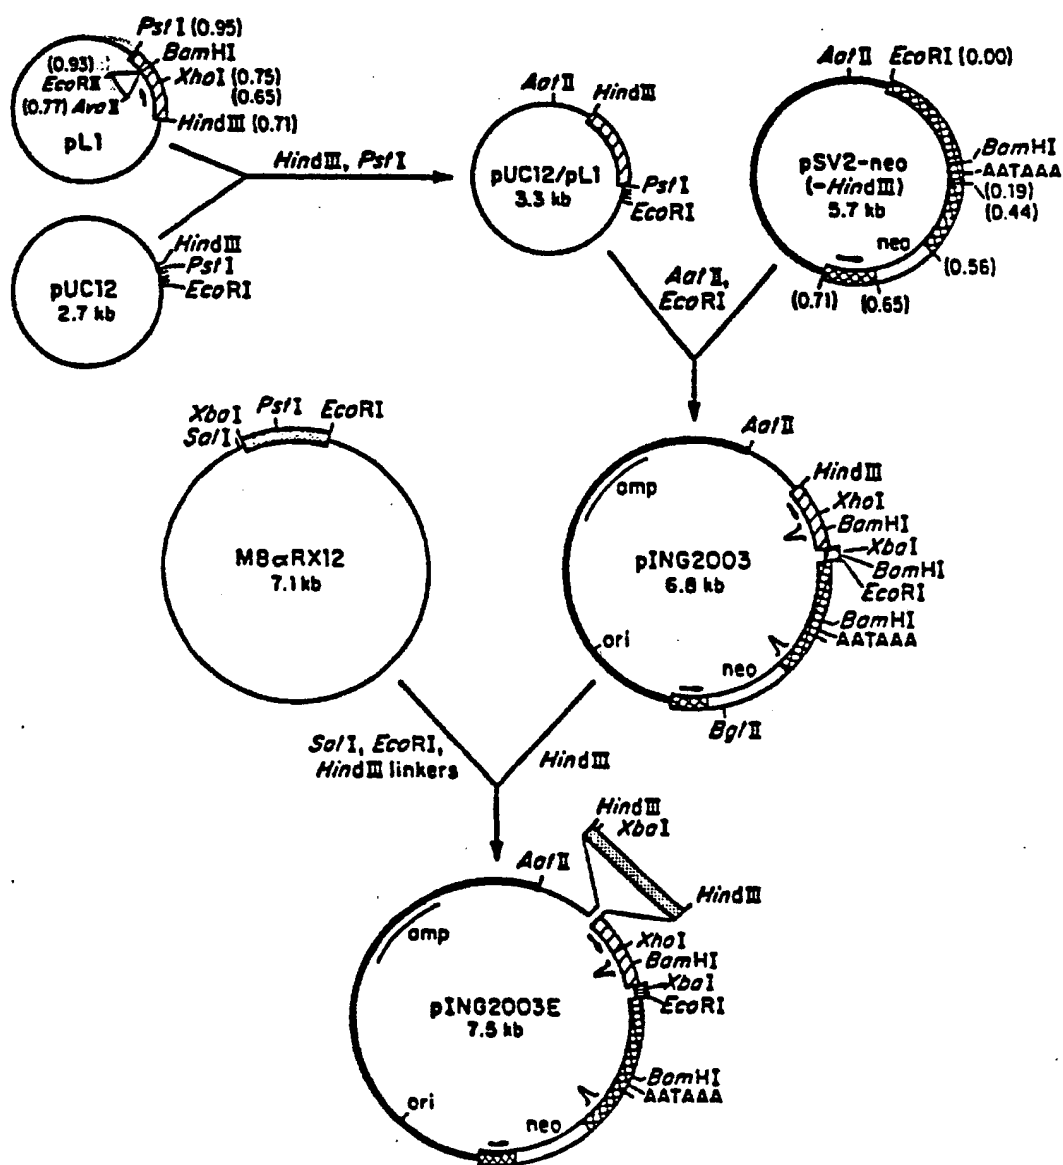 PstI (0.95)
BamHI
(0.93)
EcoRII
XhoI (0.75)
(0.65)
(0.77) AvaII
HindIII (0.71)
pL1
HindIII, PstI
HindIII
PstI
EcoRI
pUC12
2.7 kb
AatII
HindIII
pUC12/pL1
3.3 kb
PstI
EcoRI
AatII
EcoRI (0.00)
BamHI
AATAAA
(0.19)
(0.44)
pSV2-neo
(-HindIII)
5.7 kb
neo
(0.56)
(0.71)
(0.65)
AatII,
EcoRI
XbaI
SalI
PstI
EcoRI
M8αRX12
7.1 kb
AatII
HindIII
amp
XhoI
BamHI
XbaI
BamHI
EcoRI
pING2003
6.8 kb
BamHI
AATAAA
ori
neo
BglII
SalI, EcoRI,
HindIII linkers
HindIII
HindIII
XbaI
AatII
HindIII
amp
XhoI
BamHI
XbaI
EcoRI
pING2003E
7.5 kb
BamHI
AATAAA
ori
neo